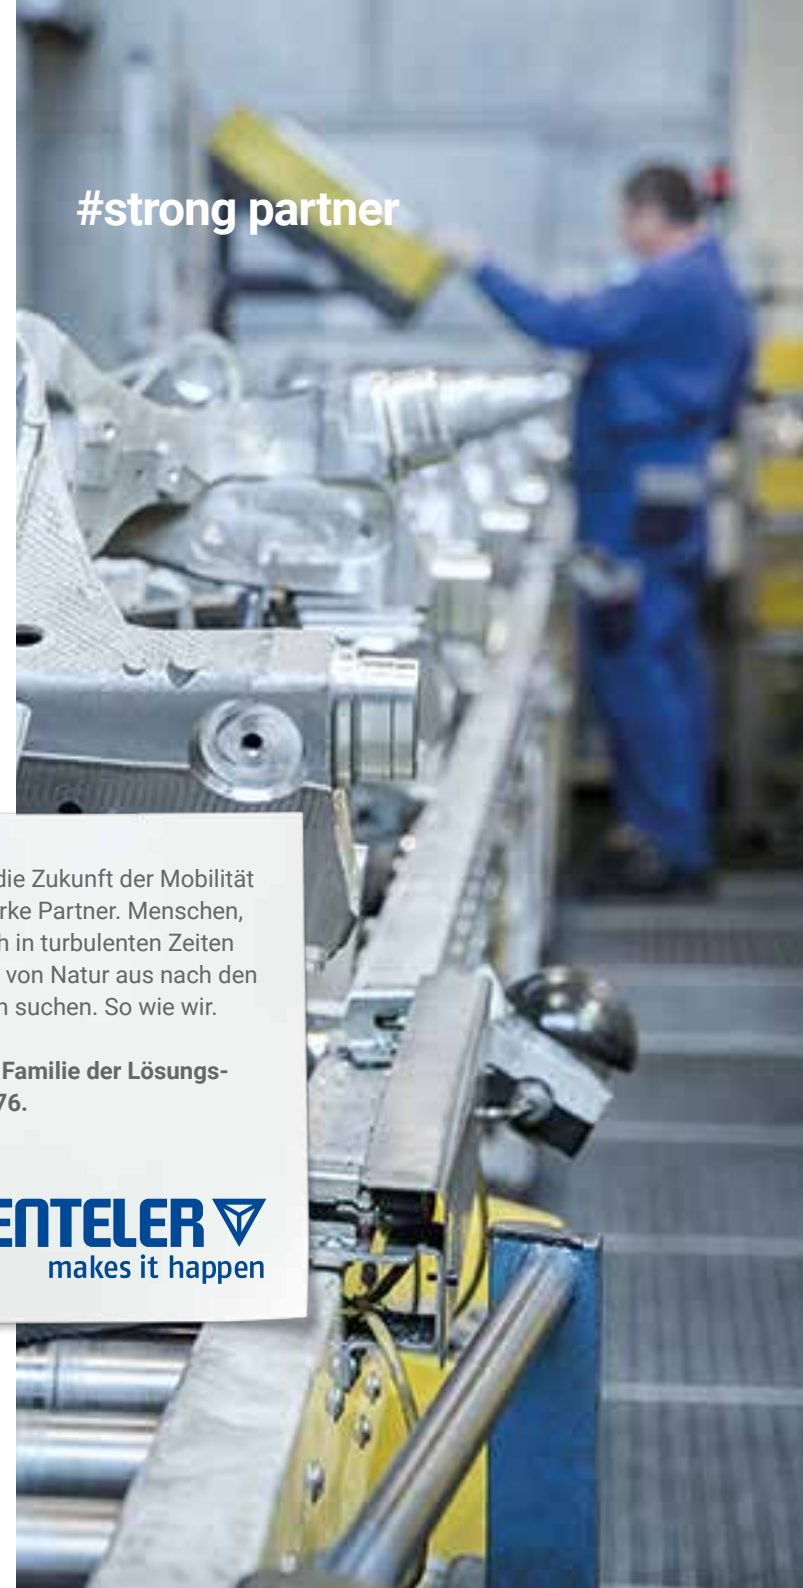 #strong partner
die Zukunft der Mobilität
rke Partner. Menschen,
h in turbulenten Zeiten
von Natur aus nach den
n suchen. So wie wir.
Familie der Lösungs-
76.
ENTELER
makes it happen